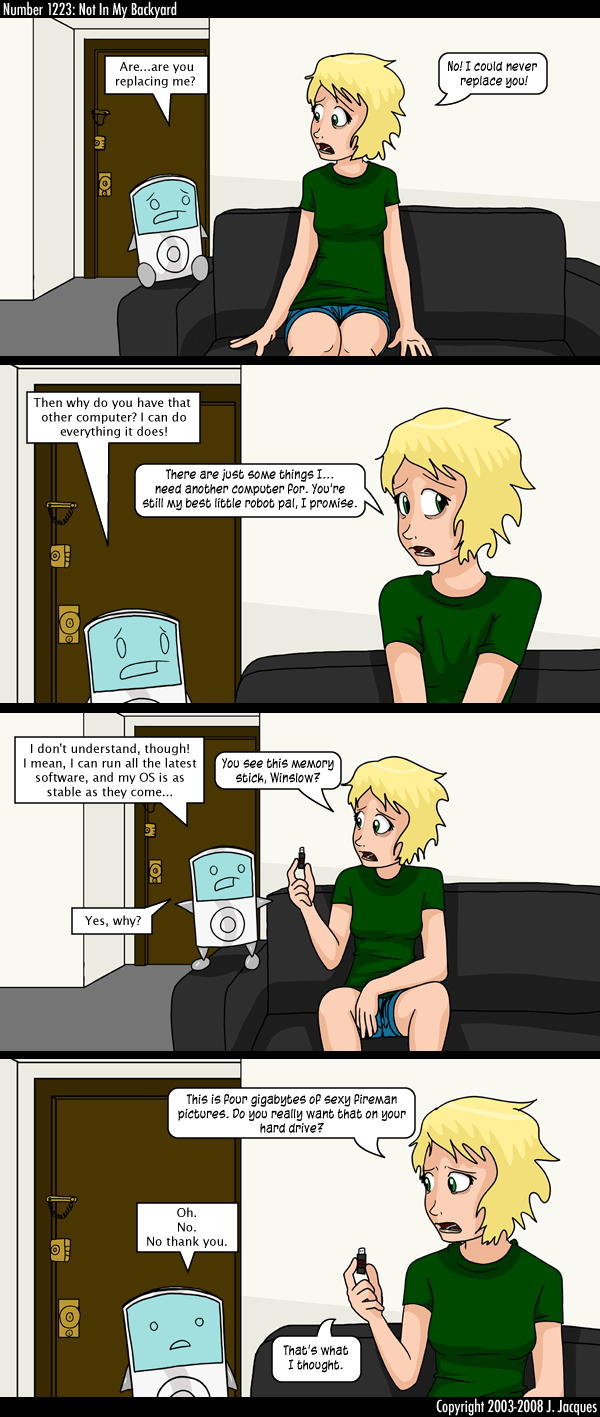 Number 1223: Not In My Backyard
Are...are you
replacing me?
No! I could never
replace you!
Then why do you have that
other computer? I can do
everything it does!
There are just some things I...
need another computer for. You're
still my best little robot pal, I promise.
I don't understand, though!
I mean, I can run all the latest
software, and my OS is as
stable as they come...
You see this memory
stick, Winslow?
Yes, why?
This is four gigabytes of sexy fireman
pictures. Do you really want that on your
hard drive?
Oh.
No.
No thank you.
That's what
I thought.
Copyright 2003-2008 J. Jacques